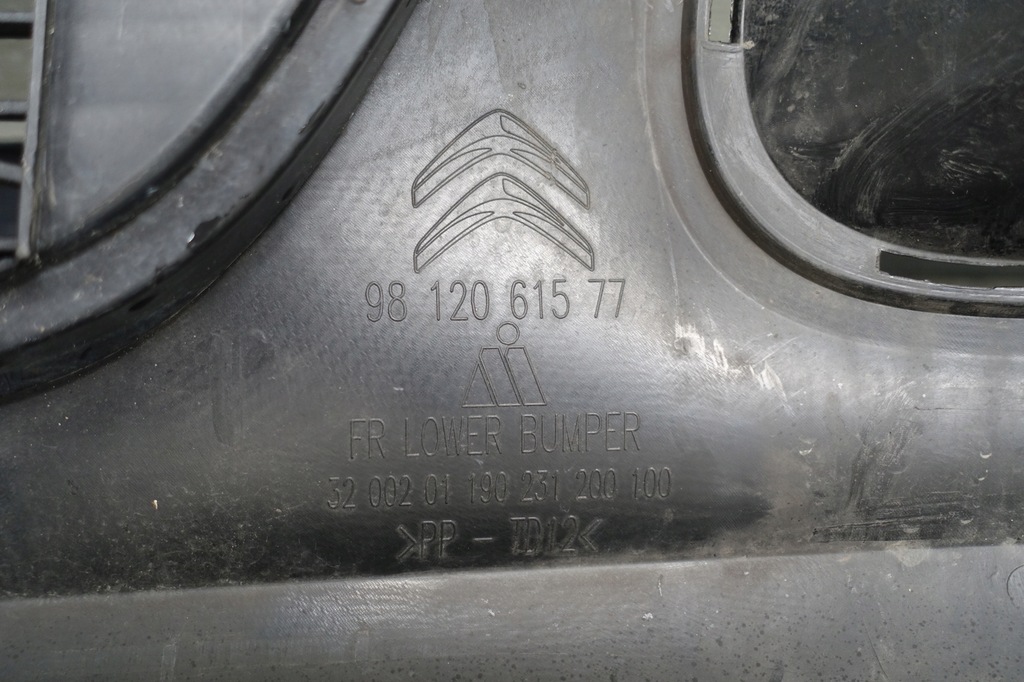 98 120 615 77
FR LOWER BUMPER
32 002 01 190 231 200 100
>PP - TD12<